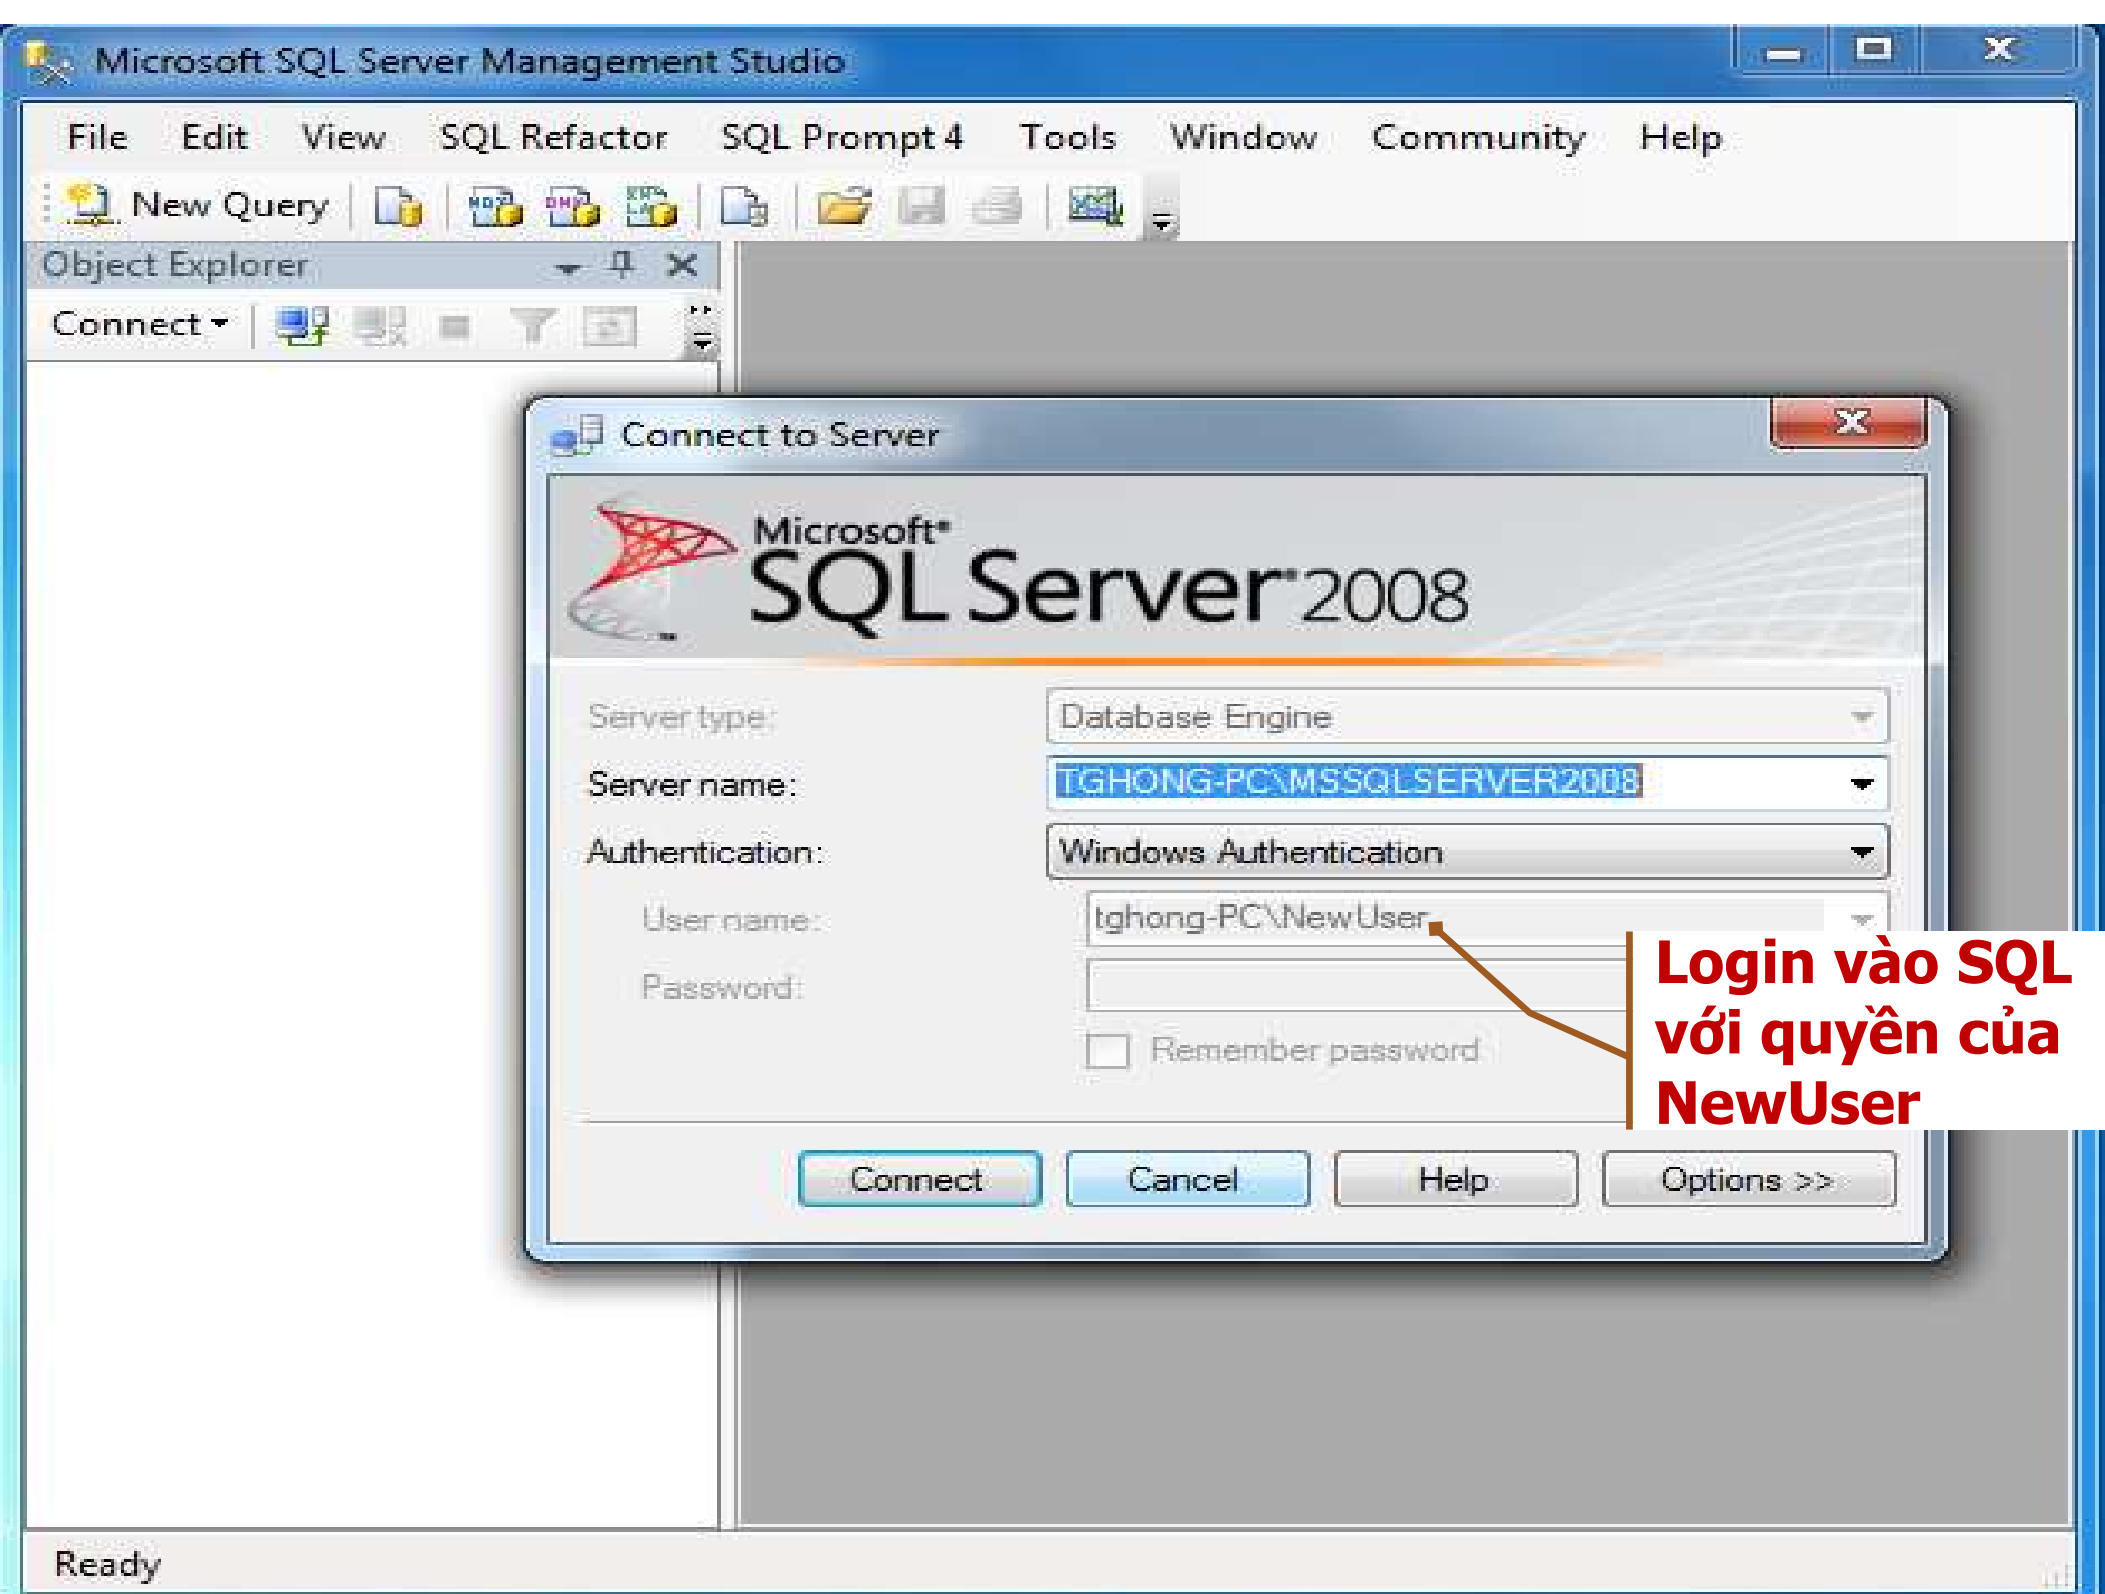 Microsoft SQL Server Management Studio
File Edit View SQL Refactor SQL Prompt 4 Tools Window Community Help
New Query
Object Explorer
Connect
Connect to Server
Microsoft
SQL Server 2008
Server type: Database Engine
Server name: TGHONG-PC\MSSQLSERVER2008
Authentication: Windows Authentication
User name: tghong-PC\NewUser
Password:
Remember password
Login vào SQL
với quyền của
NewUser
Connect Cancel Help Options >>
Ready